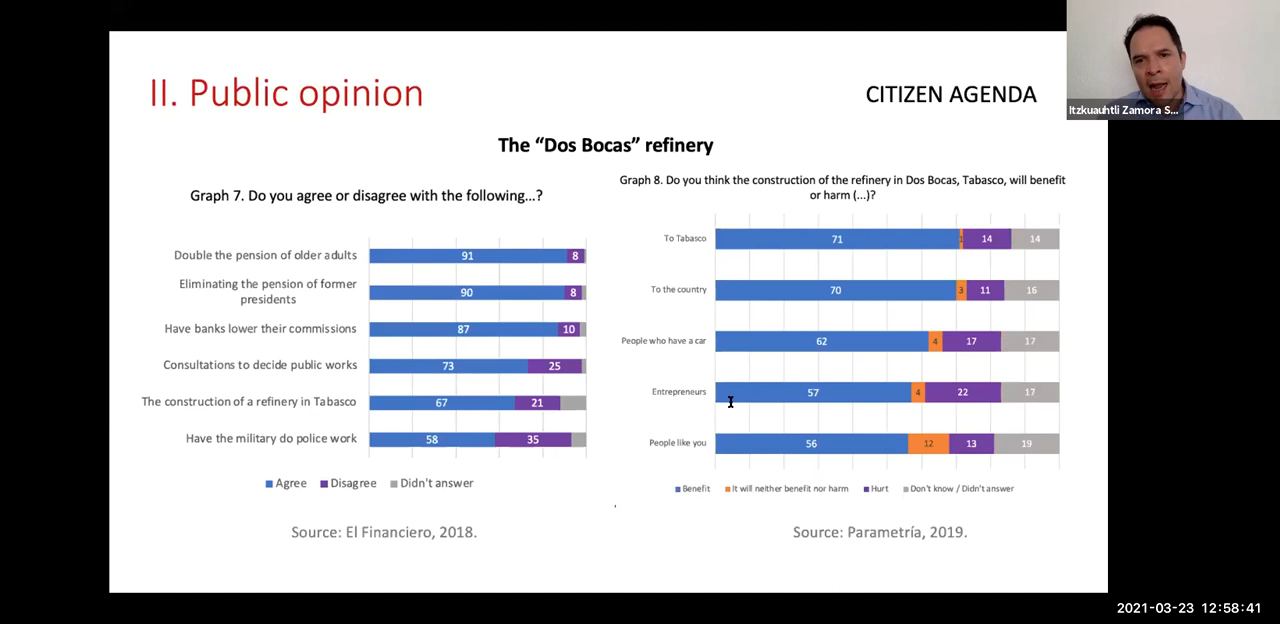 II. Public opinion
CITIZEN AGENDA
Itzkuauhtli Zamora S...
The “Dos Bocas” refinery
Graph 7. Do you agree or disagree with the following...?
Double the pension of older adults
91
8
Eliminating the pension of former
presidents
90
8
Have banks lower their commissions
87
10
Consultations to decide public works
73
25
The construction of a refinery in Tabasco
67
21
Have the military do police work
58
35
Agree
Disagree
Didn't answer
Source: El Financiero, 2018.
Graph 8. Do you think the construction of the refinery in Dos Bocas, Tabasco, will benefit
or harm (...)?
To Tabasco
71
1
14
14
To the country
70
3
11
16
People who have a car
62
4
17
17
Entrepreneurs
57
4
22
17
People like you
56
12
13
19
Benefit
It will neither benefit nor harm
Hurt
Don't know / Didn't answer
Source: Parametría, 2019.
2021-03-23 12:58:41